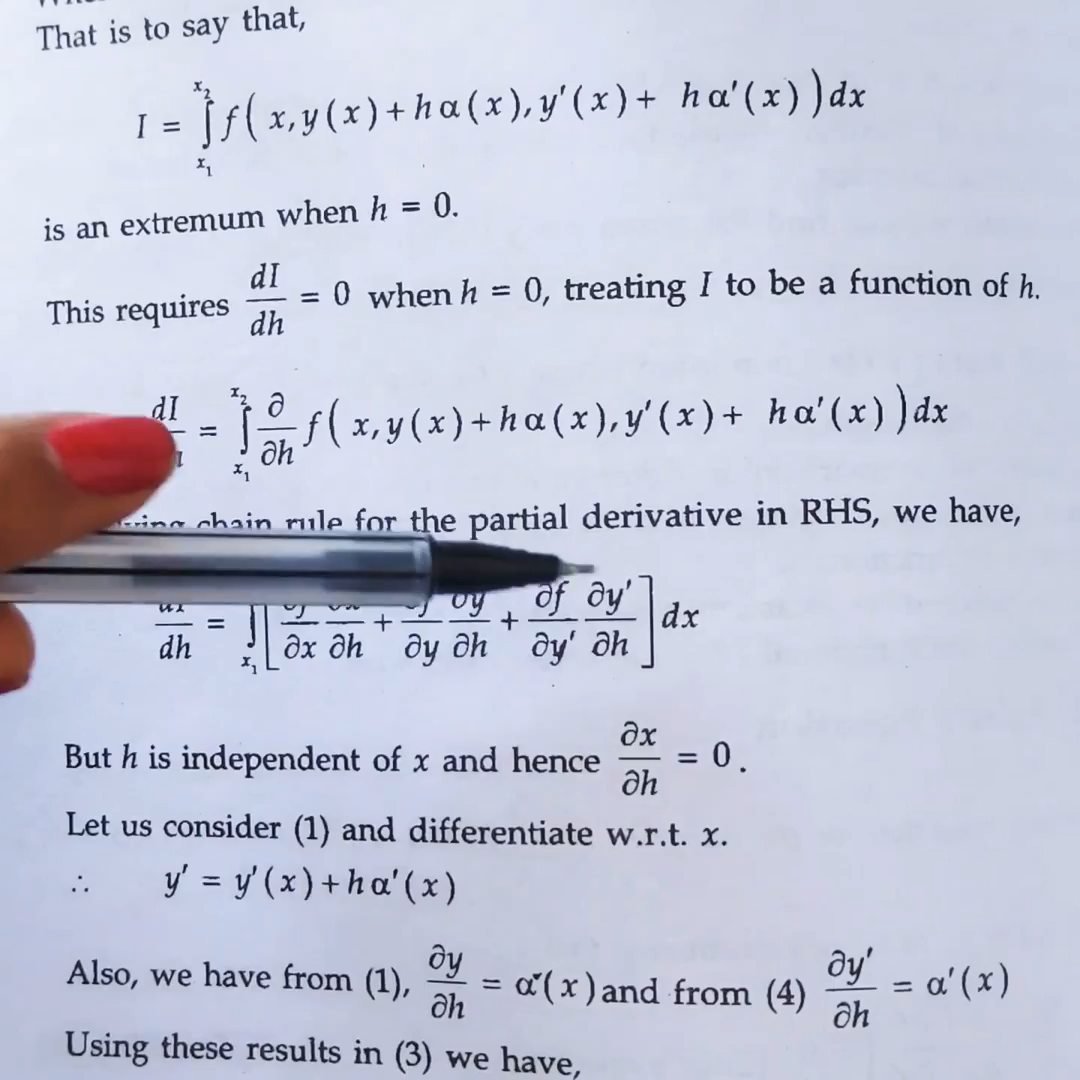 That is to say that,
I = ∫_{x₁}^{x₂} f( x, y(x) + hα(x), y′(x) + hα′(x) ) dx
is an extremum when h = 0.
This requires dI/dh = 0 when h = 0, treating I to be a function of h.
dI = ∫_{x₁}^{x₂} ∂/∂h f( x, y(x) + hα(x), y′(x) + hα′(x) ) dx
chain rule for the partial derivative in RHS, we have,
dh = ∫_{x₁} [ ∂x ∂h + ∂y ∂y/∂h + ∂f/∂y′ ∂y′/∂h ] dx
But h is independent of x and hence ∂x/∂h = 0.
Let us consider (1) and differentiate w.r.t. x.
∴ y′ = y′(x) + hα′(x)
Also, we have from (1), ∂y/∂h = α(x) and from (4) ∂y′/∂h = α′(x)
Using these results in (3) we have,